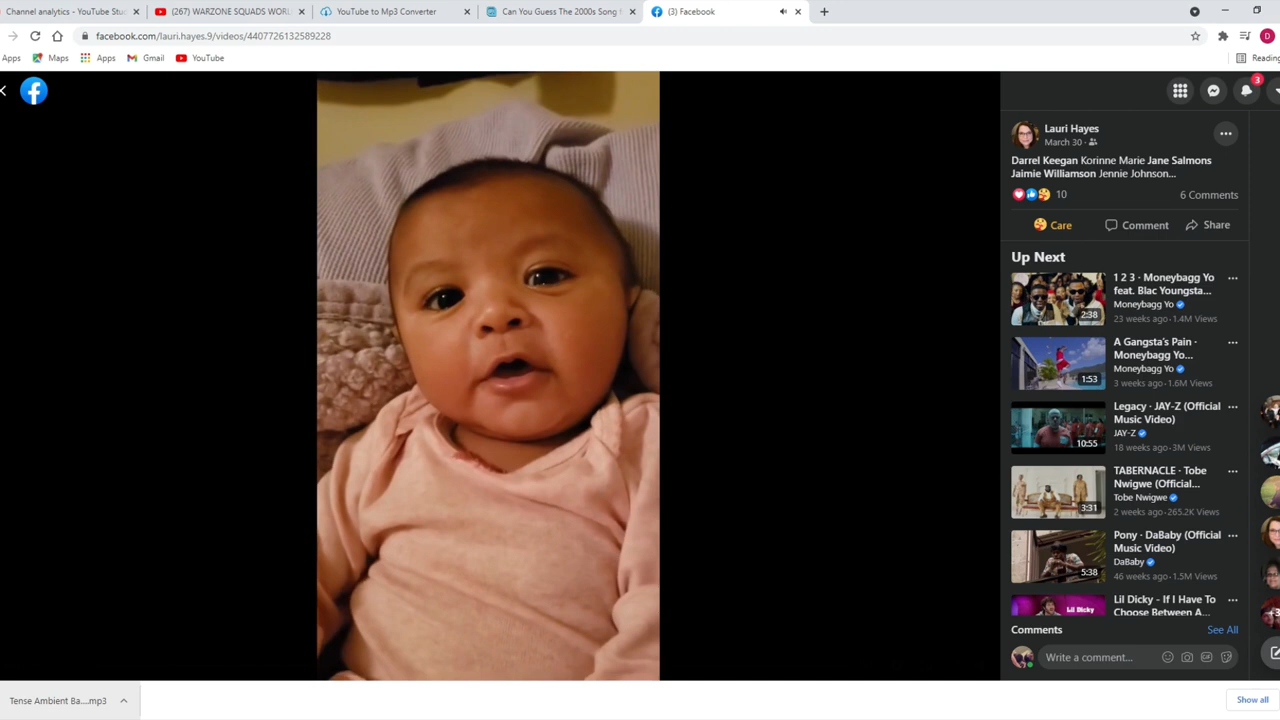 Channel analytics - YouTube Stu
(267) WARZONE SQUADS WORL
YouTube to Mp3 Converter
Can You Guess The 2000s Song
(3) Facebook
facebook.com/lauri.hayes.9/videos/4407726132589228
Apps
Maps
Apps
Gmail
YouTube
Reading
3
Lauri Hayes
March 30
Darrel Keegan Korinne Marie Jane Salmons
Jaimie Williamson Jennie Johnson...
10
6 Comments
Care
Comment
Share
Up Next
1 2 3 · Moneybagg Yo
feat. Blac Youngsta...
Moneybagg Yo
23 weeks ago · 1.4M Views
2:38
A Gangsta's Pain ·
Moneybagg Yo...
Moneybagg Yo
3 weeks ago · 1.6M Views
1:53
Legacy · JAY-Z (Official
Music Video)
JAY-Z
18 weeks ago · 3M Views
10:55
TABERNACLE · Tobe
Nwigwe (Official...
Tobe Nwigwe
2 weeks ago · 265.2K Views
3:31
Pony · DaBaby (Official
Music Video)
DaBaby
46 weeks ago · 1.5M Views
5:38
Lil Dicky - If I Have To
Choose Between A...
Lil Dicky
Comments
See All
Write a comment...
GIF
Tense Ambient Ba....mp3
Show all
D